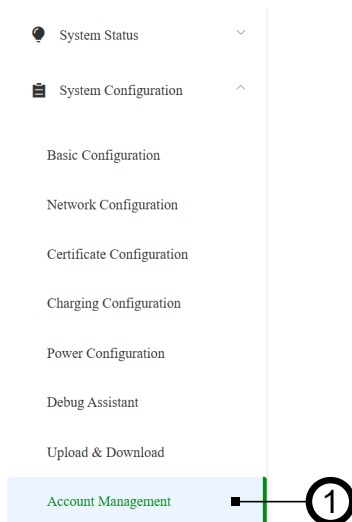 System Status
System Configuration
Basic Configuration
Network Configuration
Certificate Configuration
Charging Configuration
Power Configuration
Debug Assistant
Upload & Download
Account Management
1